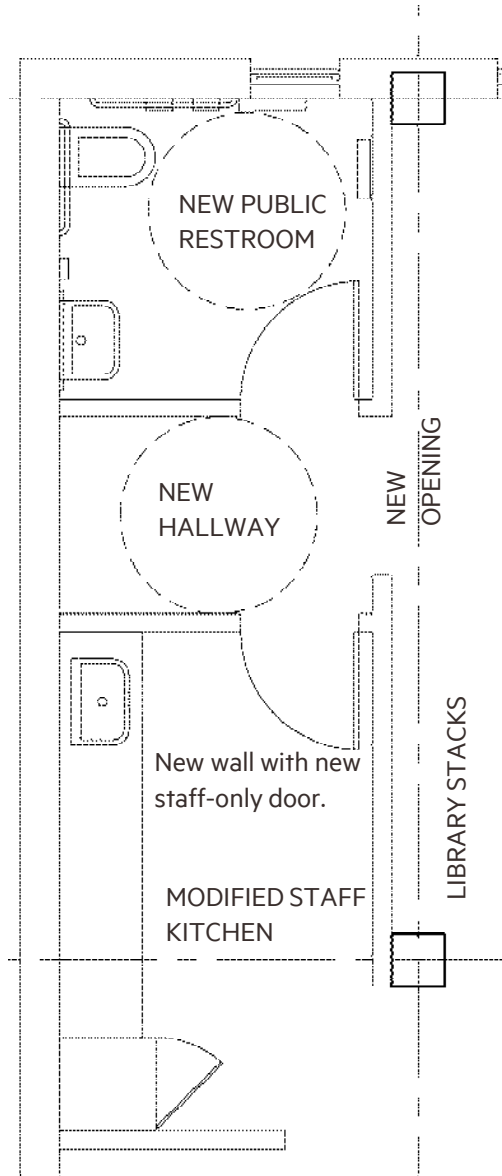 NEW PUBLIC
RESTROOM
NEW
OPENING
NEW
HALLWAY
New wall with new
staff-only door.
LIBRARY STACKS
MODIFIED STAFF
KITCHEN